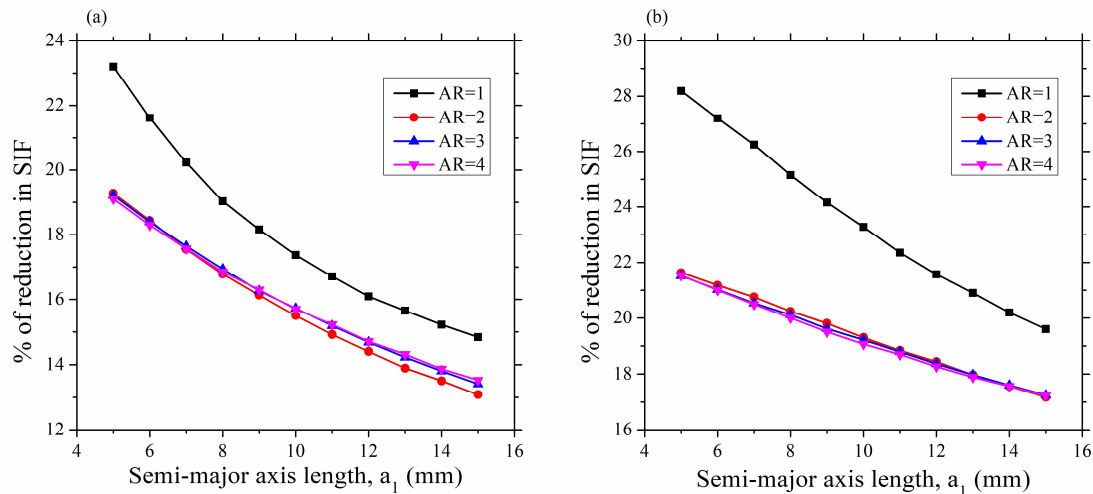 (a)
24
22
20
18
16
14
12
4
6
8
10
12
14
16
% of reduction in SIF
Semi-major axis length, a1 (mm)
AR=1
AR=2
AR=3
AR=4
(b)
30
28
26
24
22
20
18
16
4
6
8
10
12
14
16
% of reduction in SIF
Semi-major axis length, a1 (mm)
AR=1
AR=2
AR=3
AR=4